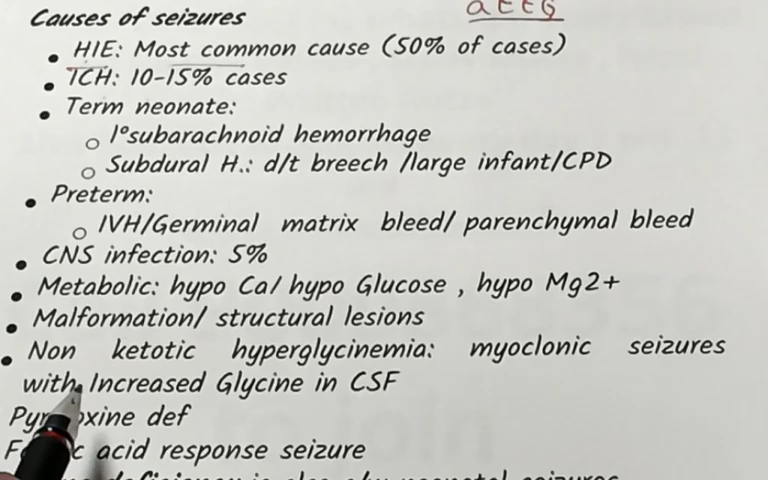 Causes of seizures
aEEG
• HIE: Most common cause (50% of cases)
• TCH: 10-15% cases
• Term neonate:
○ 1°subarachnoid hemorrhage
○ Subdural H.: d/t breech /large infant/CPD
• Preterm:
○ IVH/Germinal matrix bleed/ parenchymal bleed
• CNS infection: 5%
• Metabolic: hypo Ca/ hypo Glucose , hypo Mg2+
• Malformation/ structural lesions
• Non ketotic hyperglycinemia: myoclonic seizures
with Increased Glycine in CSF
def
acid response seizure